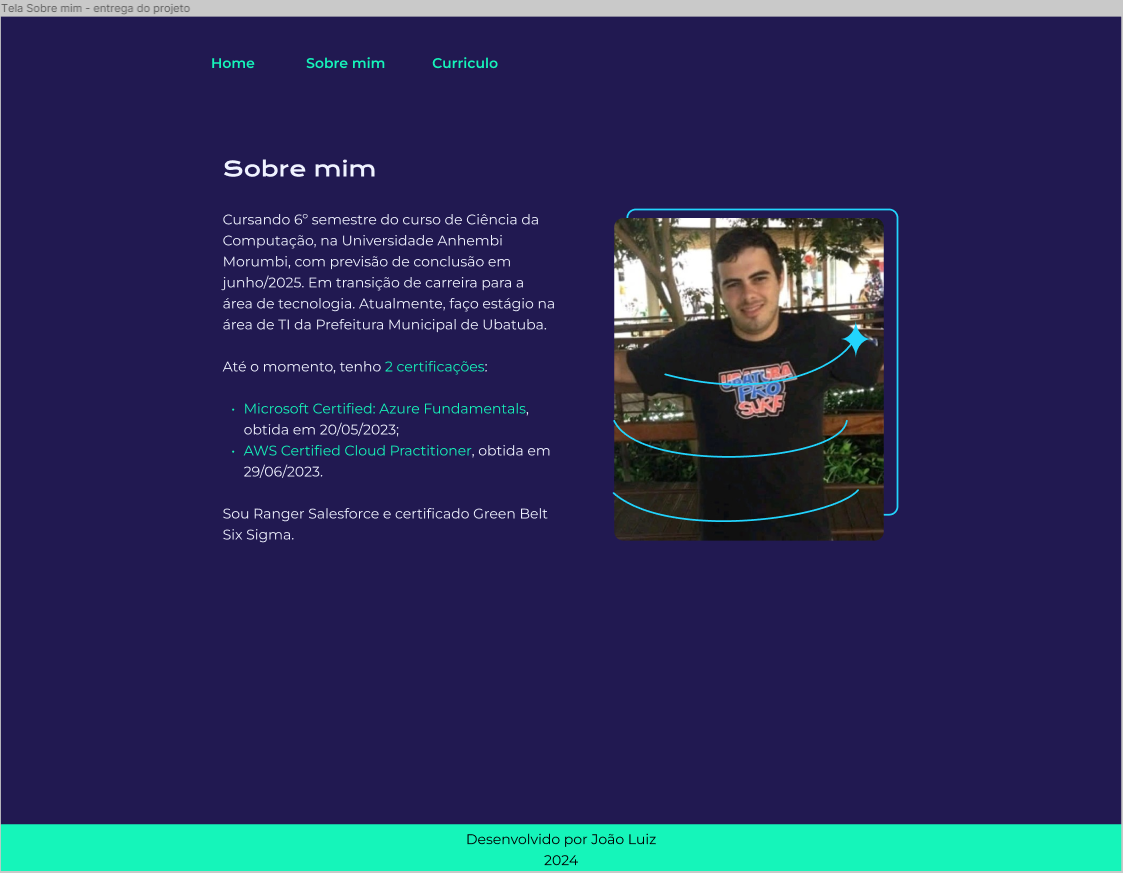 Tela Sobre mim - entrega do projeto
Home Sobre mim Curriculo
Sobre mim
Cursando 6º semestre do curso de Ciência da
Computação, na Universidade Anhembi
Morumbi, com previsão de conclusão em
junho/2025. Em transição de carreira para a
área de tecnologia. Atualmente, faço estágio na
área de TI da Prefeitura Municipal de Ubatuba.
Até o momento, tenho 2 certificações:
• Microsoft Certified: Azure Fundamentals,
obtida em 20/05/2023;
• AWS Certified Cloud Practitioner, obtida em
29/06/2023.
Sou Ranger Salesforce e certificado Green Belt
Six Sigma.
UBATUBA
PRO
SURF
Desenvolvido por João Luiz
2024